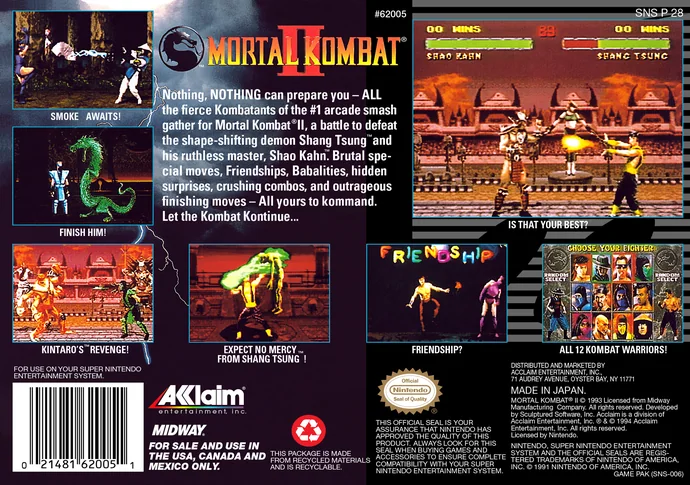 #62005
SNS P 28
MORTAL KOMBAT®
II
Nothing, NOTHING can prepare you – ALL
the fierce Kombatants of the #1 arcade smash
gather for Mortal Kombat®II, a battle to defeat
the shape-shifting demon Shang Tsung™ and
his ruthless master, Shao Kahn. Brutal spe-
cial moves, Friendships, Babalities, hidden
surprises, crushing combos, and outrageous
finishing moves – All yours to kommand.
Let the Kombat Kontinue...
SMOKE AWAITS!
FINISH HIM!
KINTARO'S™ REVENGE!
EXPECT NO MERCY
FROM SHANG TSUNG™!
00 WINS
89
00 WINS
SHAO KAHN
SHANG TSUNG
IS THAT YOUR BEST?
FRIENDSHIP
FRIENDSHIP?
CHOOSE YOUR FIGHTER
RANDOM
SELECT
RANDOM
SELECT
ALL 12 KOMBAT WARRIORS!
FOR USE ON YOUR SUPER NINTENDO
ENTERTAINMENT SYSTEM.
0 21481 62005 1
AKklaim
entertainment, inc.
MIDWAY®
FOR SALE AND USE IN
THE USA, CANADA AND
MEXICO ONLY.
THIS PACKAGE IS MADE
FROM RECYCLED MATERIALS
AND IS RECYCLABLE.
Official
Nintendo
Seal of Quality
THIS OFFICIAL SEAL IS YOUR
ASSURANCE THAT NINTENDO HAS
APPROVED THE QUALITY OF THIS
PRODUCT. ALWAYS LOOK FOR THIS
SEAL WHEN BUYING GAMES AND
ACCESSORIES TO ENSURE COMPLETE
COMPATIBILITY WITH YOUR SUPER
NINTENDO ENTERTAINMENT SYSTEM.
DISTRIBUTED AND MARKETED BY
ACCLAIM ENTERTAINMENT, INC.,
71 AUDREY AVENUE, OYSTER BAY, NY 11771
MADE IN JAPAN.
MORTAL KOMBAT® II © 1993 Licensed from Midway
Manufacturing Company. All rights reserved. Developed
by Sculptured Software, Inc. Acclaim is a division of
Acclaim Entertainment, Inc. ® & © 1994 Acclaim
Entertainment, Inc. All rights reserved.
Licensed by Nintendo.
NINTENDO, SUPER NINTENDO ENTERTAINMENT
SYSTEM AND THE OFFICIAL SEALS ARE REGIS-
TERED TRADEMARKS OF NINTENDO OF AMERICA,
INC. © 1991 NINTENDO OF AMERICA, INC.
GAME PAK (SNS-006)